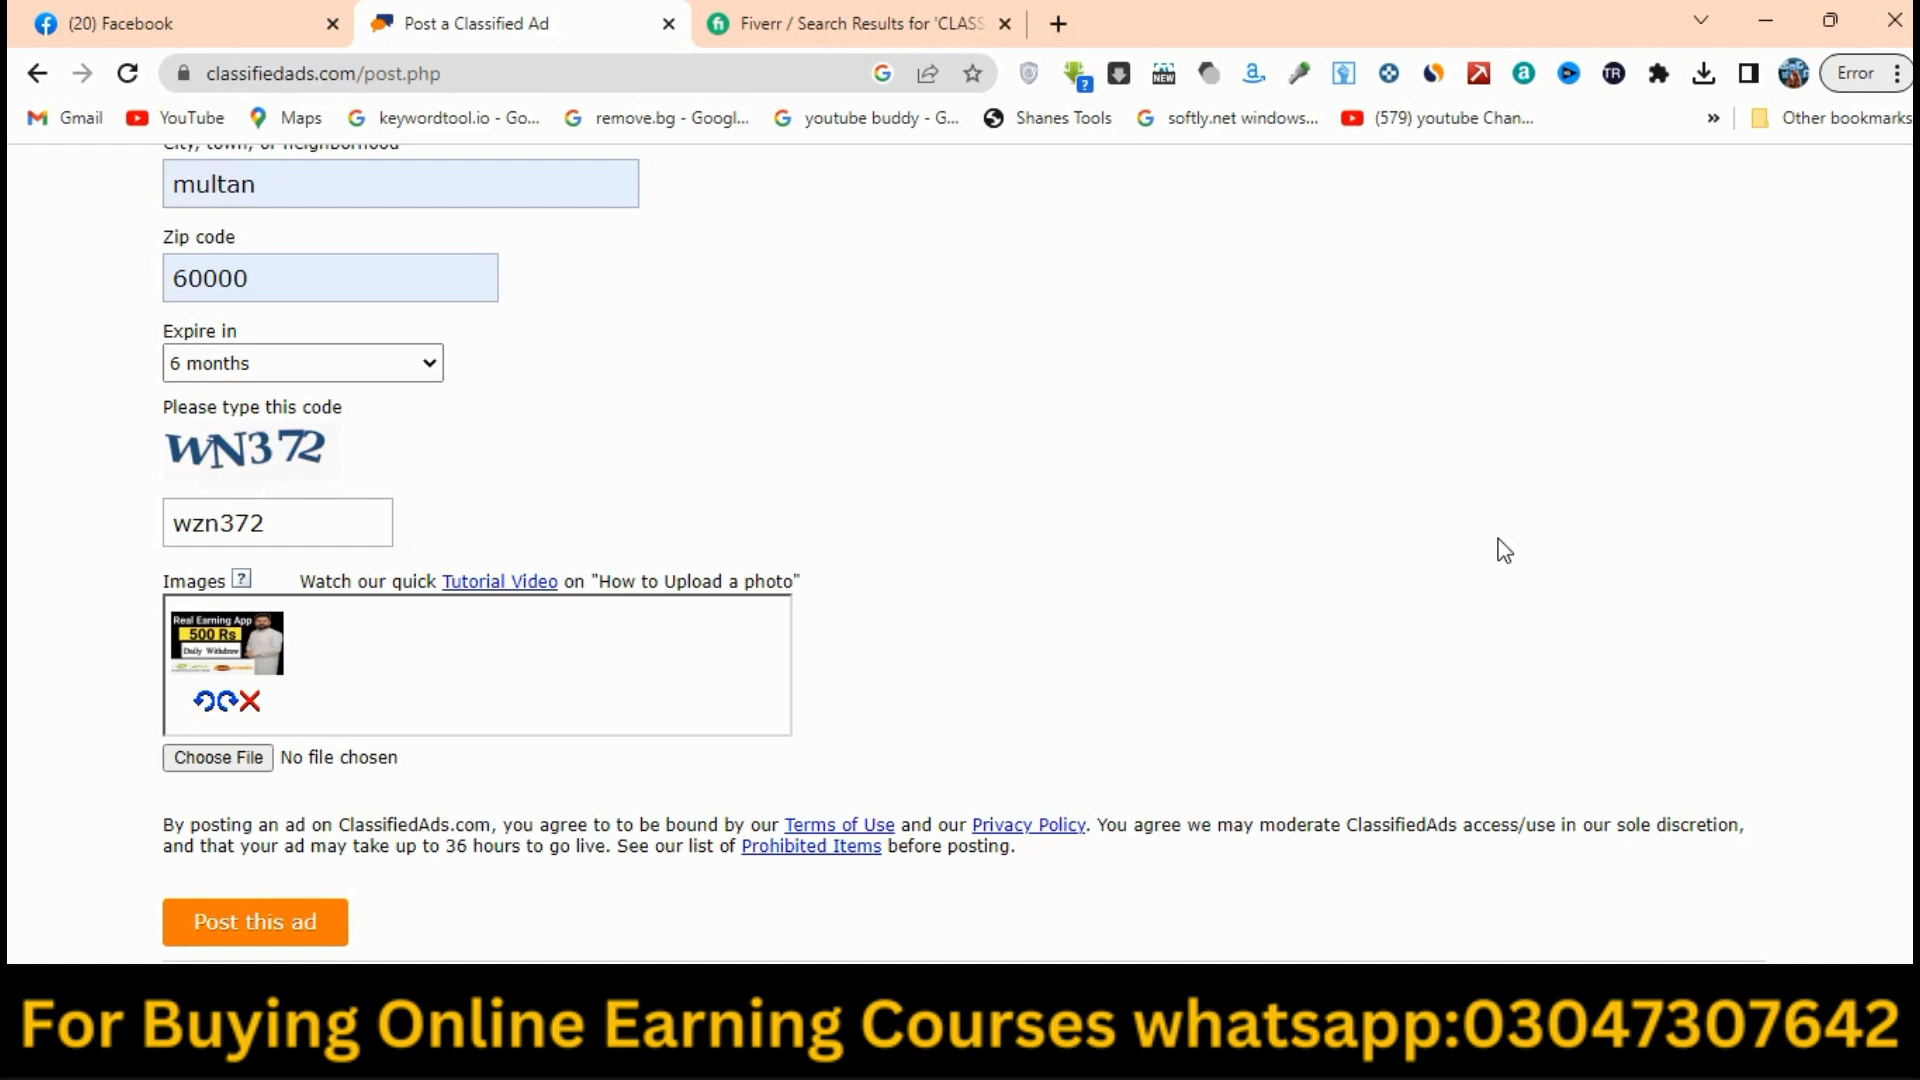 (20) Facebook
Post a Classified Ad
Fiverr / Search Results for 'CLASS
classifiedads.com/post.php
NEW
TR
Error
Gmail
YouTube
Maps
keywordtool.io - Go...
remove.bg - Googl...
youtube buddy - G...
Shanes Tools
softly.net windows...
(579) youtube Chan...
»
Other bookmarks
City, town, or neighborhood
multan
Zip code
60000
Expire in
6 months
Please type this code
WN372
wzn372
Images ? Watch our quick Tutorial Video on "How to Upload a photo"
Real Earning App
500 Rs
Daily Withdraw
Choose File No file chosen
By posting an ad on ClassifiedAds.com, you agree to to be bound by our Terms of Use and our Privacy Policy. You agree we may moderate ClassifiedAds access/use in our sole discretion,
and that your ad may take up to 36 hours to go live. See our list of Prohibited Items before posting.
Post this ad
For Buying Online Earning Courses whatsapp:03047307642